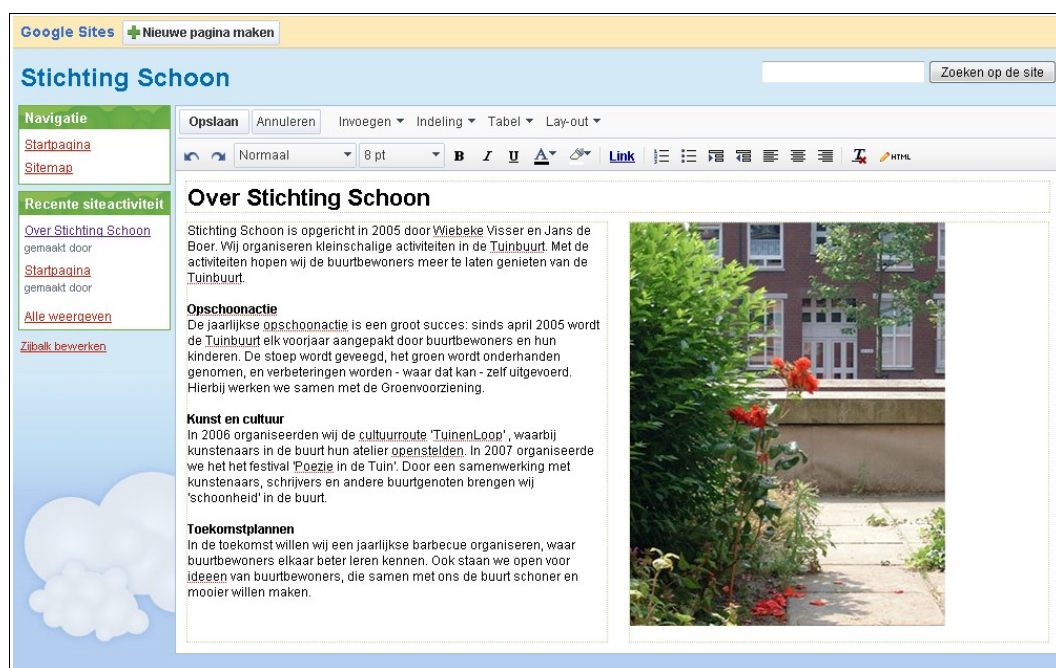 Google Sites
Nieuwe pagina maken
Stichting Schoon
Zoeken op de site
Navigatie
Startpagina
Sitemap
Recente siteactiviteit
Over Stichting Schoon
gemaakt door
Startpagina
gemaakt door
Alle weergeven
Zijbalk bewerken
Opslaan Annuleren Invoegen Indeling Tabel Lay-out
Normaal 8 pt B I U A Link HTML
Over Stichting Schoon
Stichting Schoon is opgericht in 2005 door Wiebeke Visser en Jans de
Boer. Wij organiseren kleinschalige activiteiten in de Tuinbuurt. Met de
activiteiten hopen wij de buurtbewoners meer te laten genieten van de
Tuinbuurt.
Opschoonactie
De jaarlijkse opschoonactie is een groot succes: sinds april 2005 wordt
de Tuinbuurt elk voorjaar aangepakt door buurtbewoners en hun
kinderen. De stoep wordt geveegd, het groen wordt onderhanden
genomen, en verbeteringen worden - waar dat kan - zelf uitgevoerd.
Hierbij werken we samen met de Groenvoorziening.
Kunst en cultuur
In 2006 organiseerden wij de cultuurroute 'TuinenLoop' , waarbij
kunstenaars in de buurt hun atelier openstelden. In 2007 organiseerde
we het het festival 'Poezie in de Tuin'. Door een samenwerking met
kunstenaars, schrijvers en andere buurtgenoten brengen wij
'schoonheid' in de buurt.
Toekomstplannen
In de toekomst willen wij een jaarlijkse barbecue organiseren, waar
buurtbewoners elkaar beter leren kennen. Ook staan we open voor
ideeen van buurtbewoners, die samen met ons de buurt schoner en
mooier willen maken.